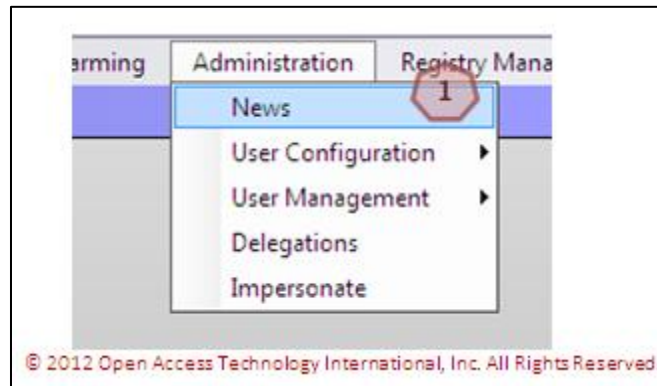 arming Administration Registry Mana
1
News
User Configuration
User Management
Delegations
Impersonate
© 2012 Open Access Technology International, Inc. All Rights Reserved